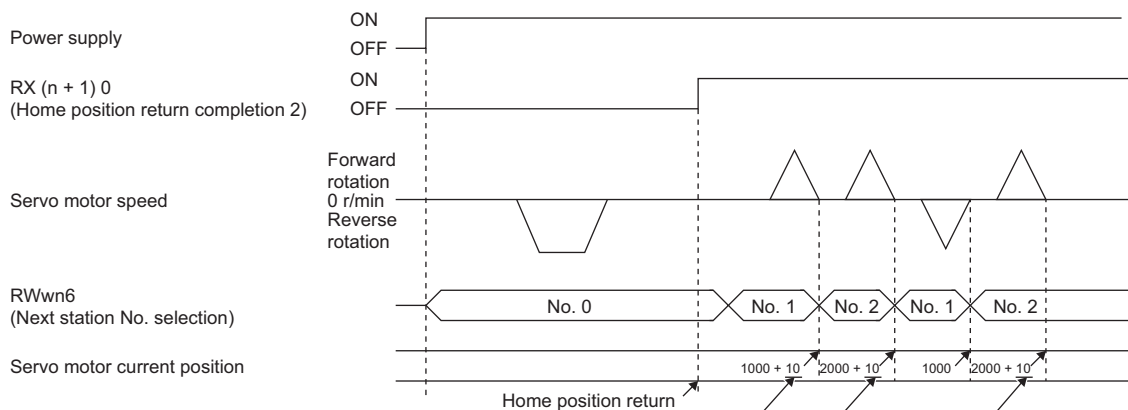 ON
Power supply
OFF
RX (n + 1) 0
(Home position return completion 2)
ON
OFF
Forward
rotation
Servo motor speed
0 r/min
Reverse
rotation
RWwn6
(Next station No. selection)
No. 0
No. 1
No. 2
No. 1
No. 2
Servo motor current position
1000 + 10
2000 + 10
1000
2000 + 10
Home position return